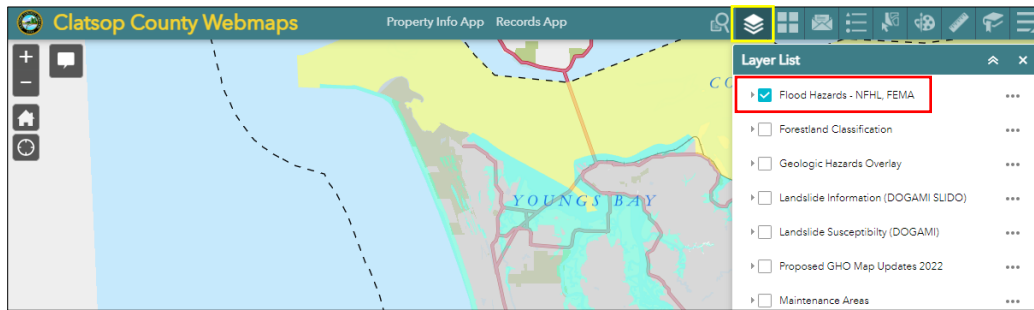 Clatsop County Webmaps
Property Info App Records App
Layer List
Flood Hazards - NFHL, FEMA
Forestland Classification
Geologic Hazards Overlay
Landslide Information (DOGAMI SLIDO)
Landslide Susceptibilty (DOGAMI)
Proposed GHO Map Updates 2022
Maintenance Areas
C O
YOUNGS BAY